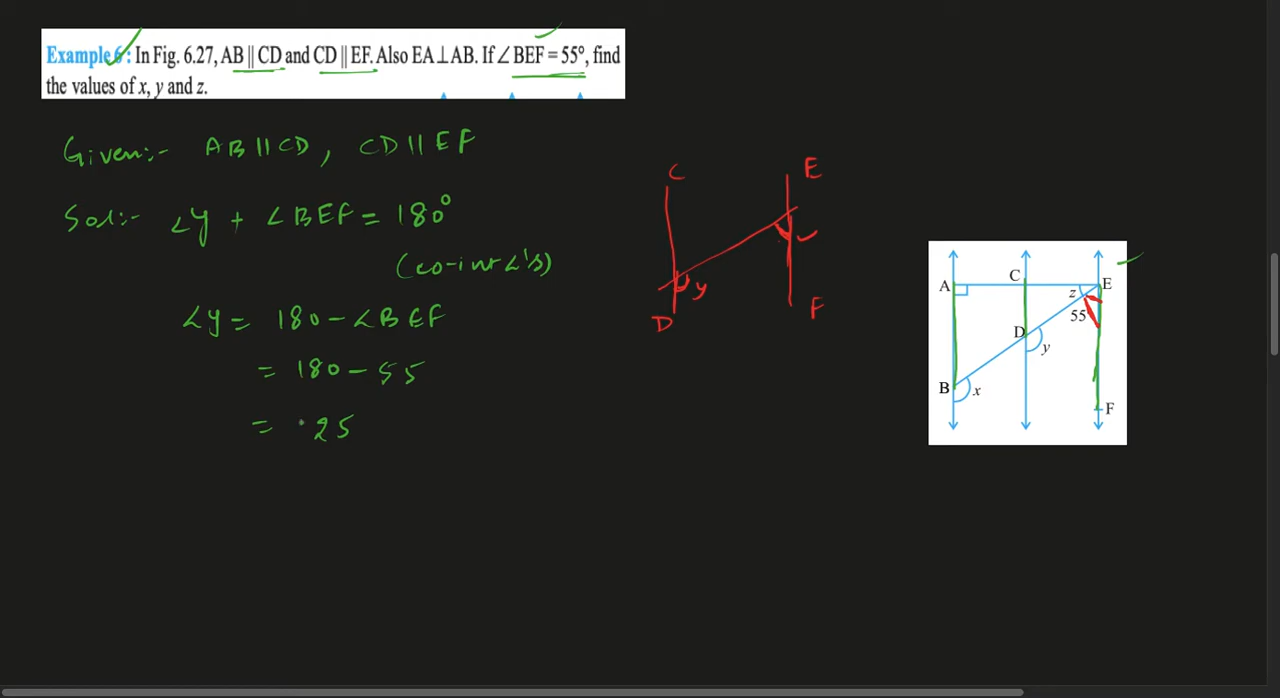 Example 6 : In Fig. 6.27, AB || CD and CD || EF. Also EA ⊥ AB. If ∠ BEF = 55°, find
the values of x, y and z.
Given:- AB || CD, CD || EF
Sol:- ∠y + ∠BEF = 180°
(co-int ∠'s)
∠y = 180 - ∠BEF
= 180 - 55
= 25
C E
y
D F
A C E
z
55
D y
B x
F